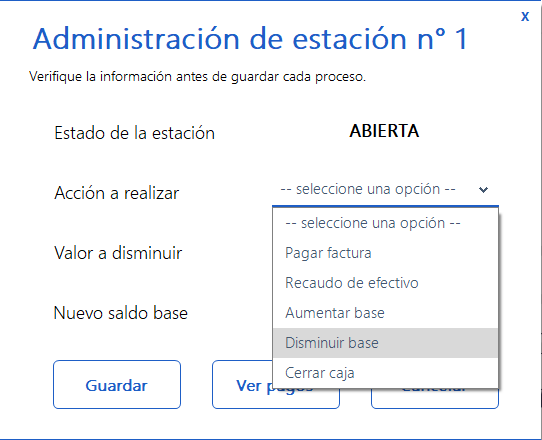 x
Administración de estación n° 1
Verifique la información antes de guardar cada proceso.
Estado de la estación ABIERTA
Acción a realizar -- seleccione una opción --
-- seleccione una opción --
Valor a disminuir Pagar factura
Recaudo de efectivo
Nuevo saldo base Aumentar base
Disminuir base
Cerrar caja
Guardar Ver pagos Cancelar